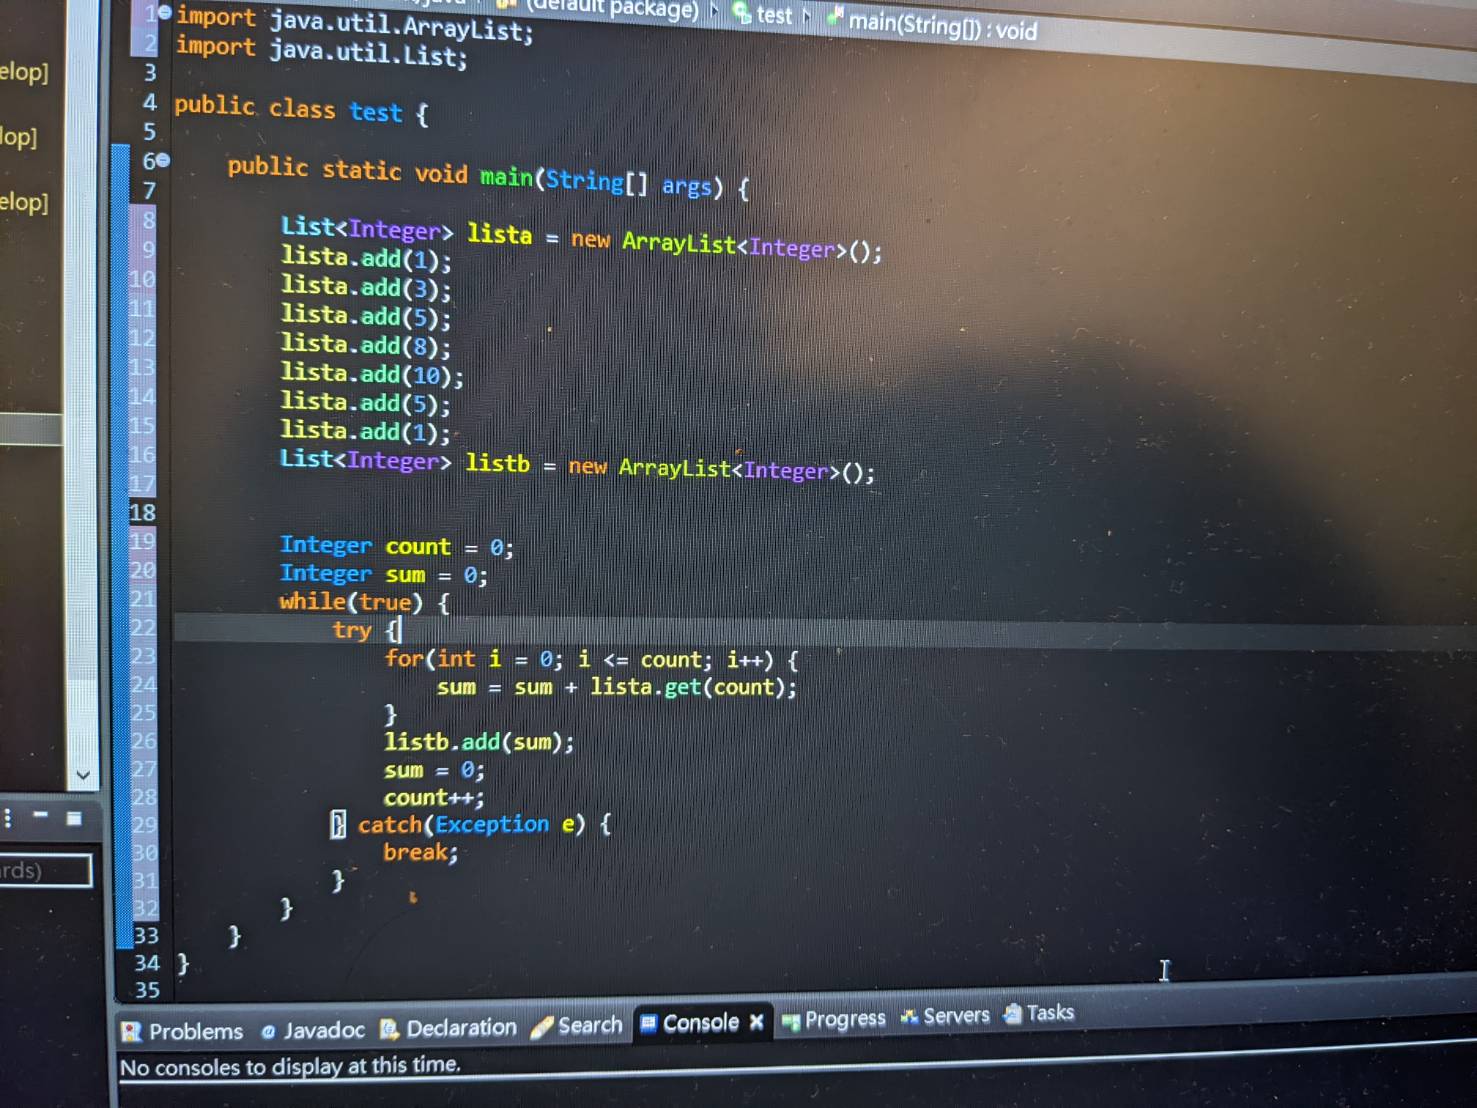 (default package) test main(String[]) : void
elop]
lop]
elop]
rds)
1 import java.util.ArrayList;
2 import java.util.List;
3
4 public class test {
5
6 public static void main(String[] args) {
7
8 List<Integer> lista = new ArrayList<Integer>();
9 lista.add(1);
10 lista.add(3);
11 lista.add(5);
12 lista.add(8);
13 lista.add(10);
14 lista.add(5);
15 lista.add(1);
16 List<Integer> listb = new ArrayList<Integer>();
17
18
19 Integer count = 0;
20 Integer sum = 0;
21 while(true) {
22 try {
23 for(int i = 0; i <= count; i++) {
24 sum = sum + lista.get(count);
25 }
26 listb.add(sum);
27 sum = 0;
28 count++;
29 } catch(Exception e) {
30 break;
31 }
32 }
33 }
34 }
35
Problems @ Javadoc Declaration Search Console Progress Servers Tasks
No consoles to display at this time.